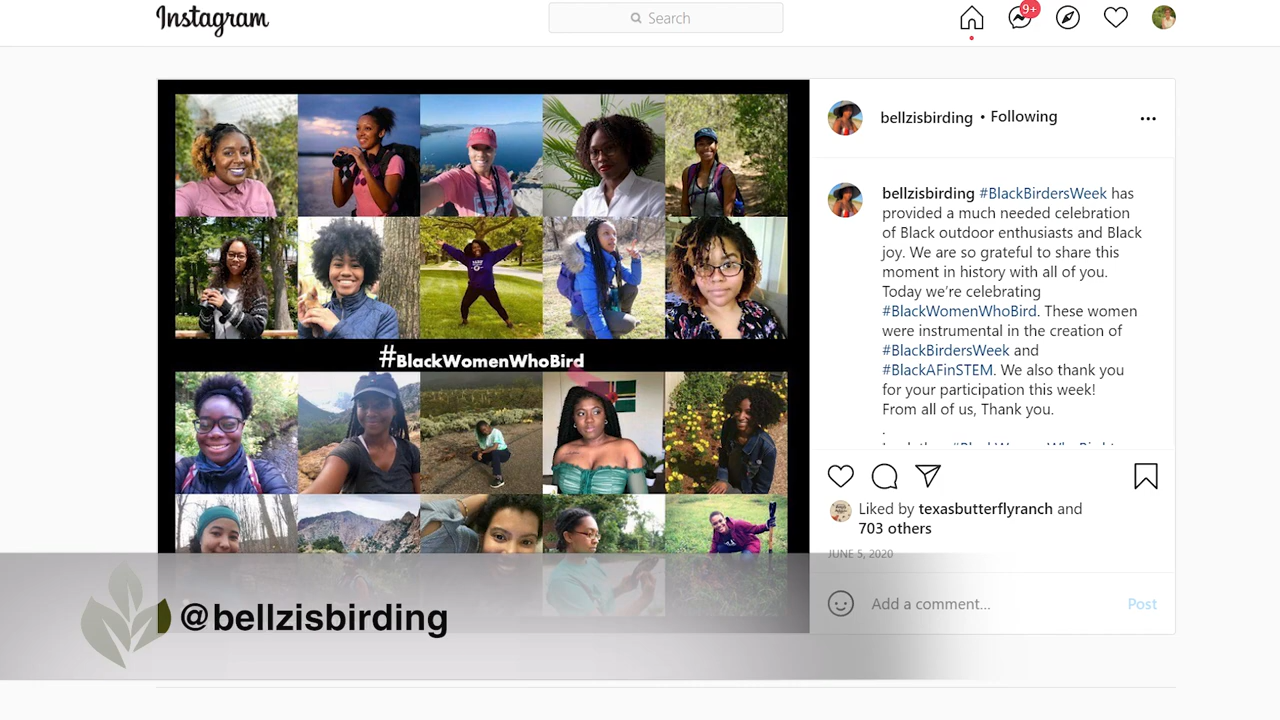 Instagram
Search
9+
bellzisbirding • Following
#BlackWomenWhoBird
bellzisbirding #BlackBirdersWeek has
provided a much needed celebration
of Black outdoor enthusiasts and Black
joy. We are so grateful to share this
moment in history with all of you.
Today we're celebrating
#BlackWomenWhoBird. These women
were instrumental in the creation of
#BlackBirdersWeek and
#BlackAFinSTEM. We also thank you
for your participation this week!
From all of us, Thank you.
.
Liked by texasbutterflyranch and
703 others
JUNE 5, 2020
Add a comment...
Post
@bellzisbirding